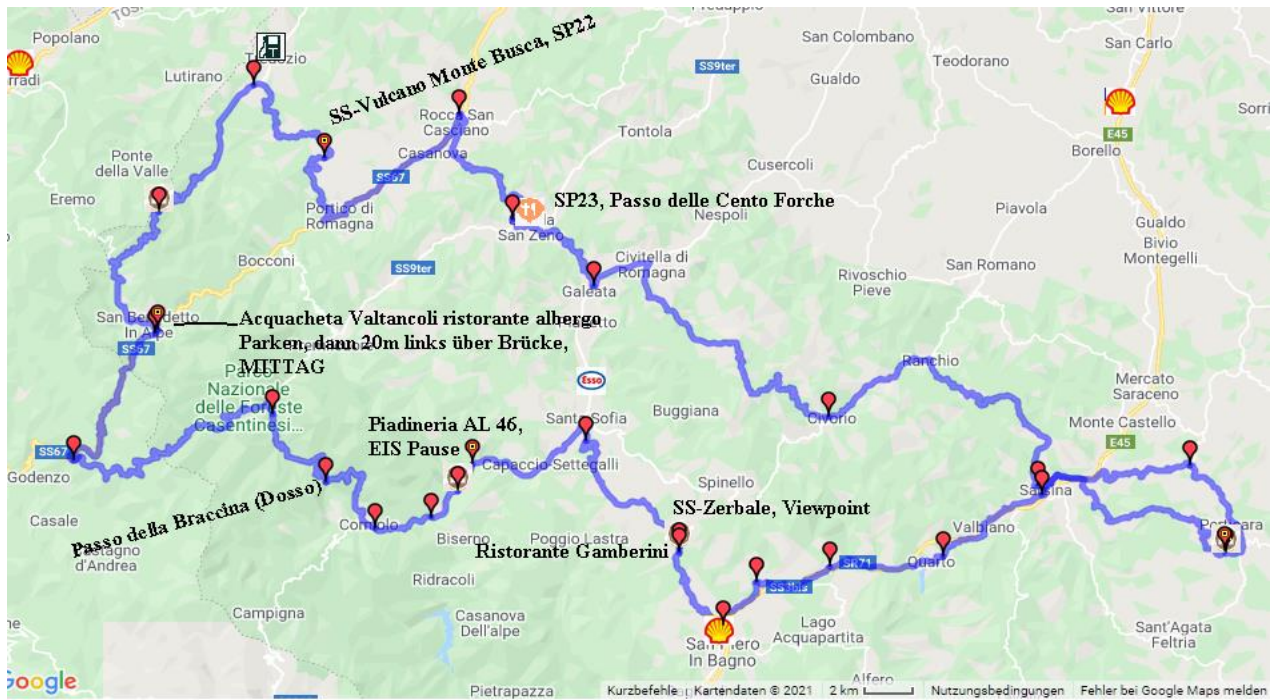 Popolano
TOS
San Vittore
San Carlo
San Colombano
Teodorano
Gualdo
SS9ter
Lutirano
SS-Vulcano Monte Busca, SP22
Rocca San
Casciano
Casanova
Tontola
Cusercoli
E45
Borello
Sorri
Ponte
della Valle
Eremo
SS67
Portico di
Romagna
SP23, Passo delle Cento Forche
Nespoli
San Zeno
Piavola
Gualdo
Bivio
Montegelli
Bocconi
SS9ter
Civitella di
Romagna
Galeata
San Romano
Rivoschio
Pieve
San Benedetto
In Alpe
Acquacheta Valtancoli ristorante albergo
Parken, dann 20m links über Brücke,
MITTAG
SS67
Parco
Nazionale
delle Foreste
Casentinesi...
Esso
Ranchio
Mercato
Saraceno
Monte Castello
E45
Santa Sofia
Buggiana
Civorio
Piadineria AL 46,
EIS Pause
Capaccio-Settegalli
SS67
Godenzo
Spinello
Sarsina
Passo della Braccina (Dosso)
SS-Zerbale, Viewpoint
Casale
Castagno
d'Andrea
Corniolo
Biserno
Poggio Lastra
Ristorante Gamberini
Valbiano
Perticara
Quarto
SR71
SS3bis
Ridracoli
Campigna
Casanova
Dell'alpe
San Piero
In Bagno
Lago
Acquapartita
Sant'Agata
Feltria
Alfero
Pietrapazza
Google
Kurzbefehle
Kartendaten © 2021
2 km
Nutzungsbedingungen
Fehler bei Google Maps melden